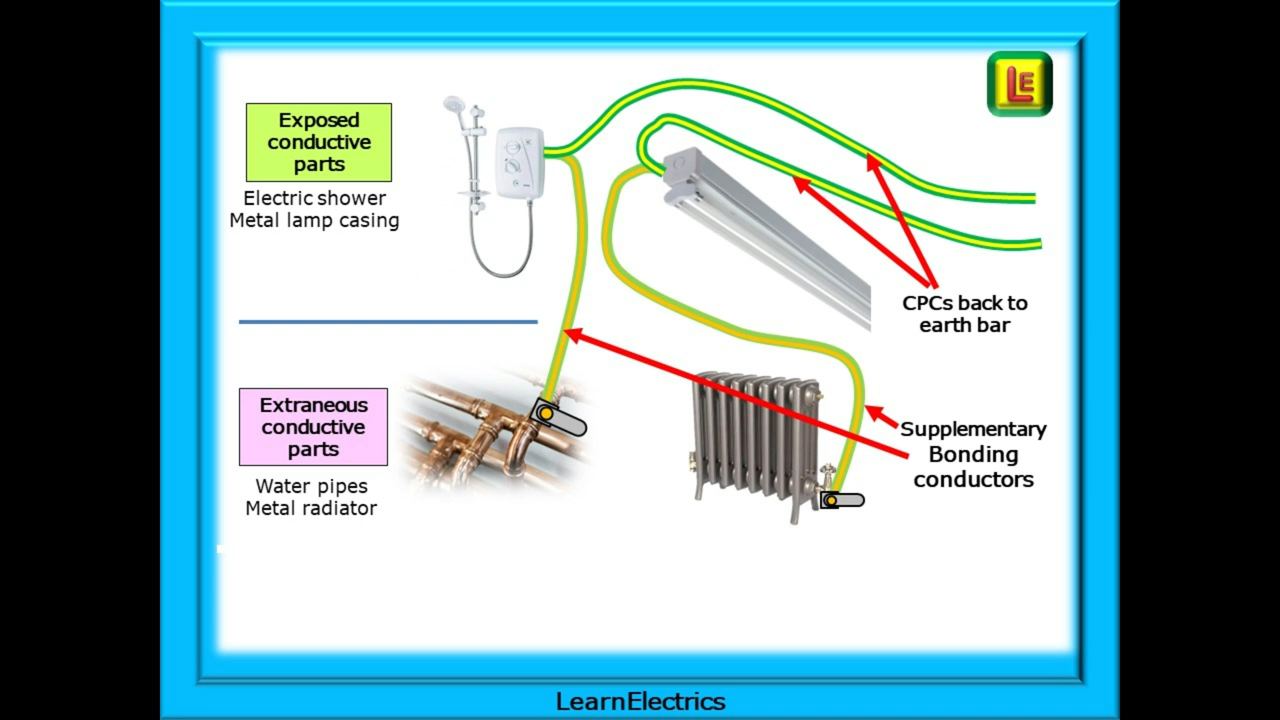 LE
Exposed
conductive
parts
Electric shower
Metal lamp casing
CPCs back to
earth bar
Extraneous
conductive
parts
Water pipes
Metal radiator
Supplementary
Bonding
conductors
LearnElectrics